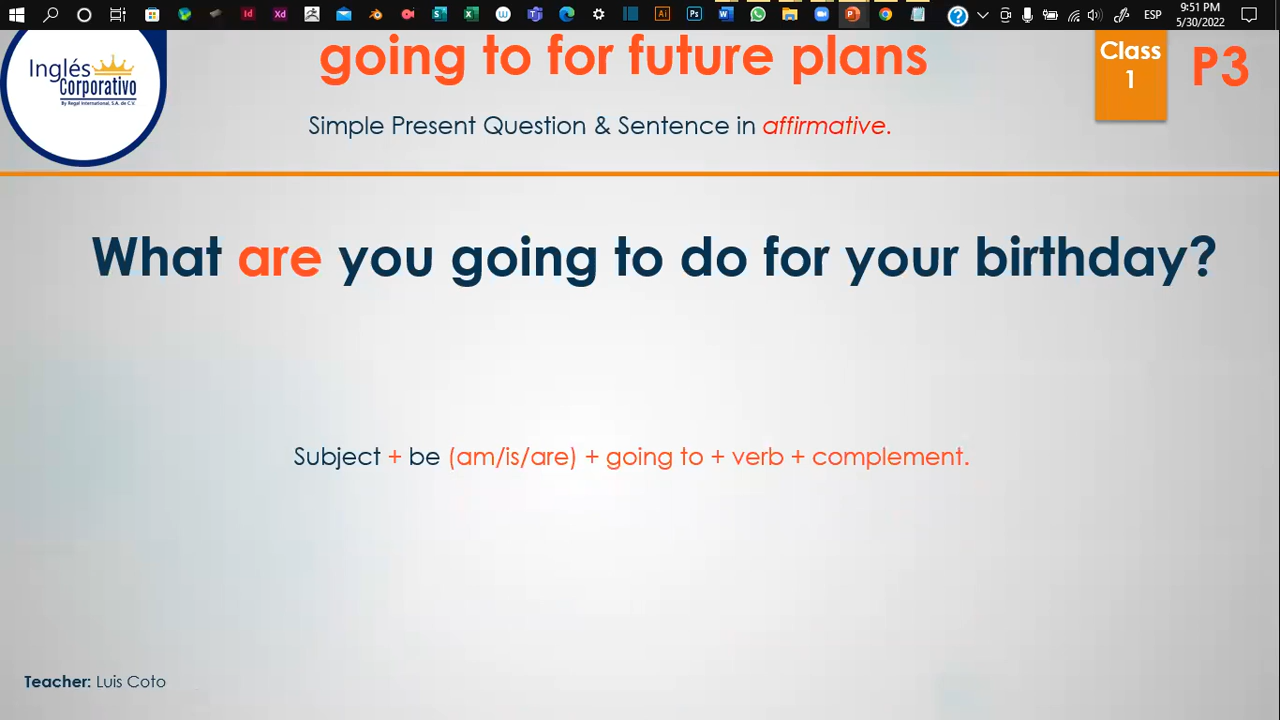 9:51 PM
ESP
5/30/2022
going to for future plans
Class
1
P3
Inglés
Corporativo
By Regal International, S.A. de C.V.
Simple Present Question & Sentence in affirmative.
What are you going to do for your birthday?
Subject + be (am/is/are) + going to + verb + complement.
Teacher: Luis Coto